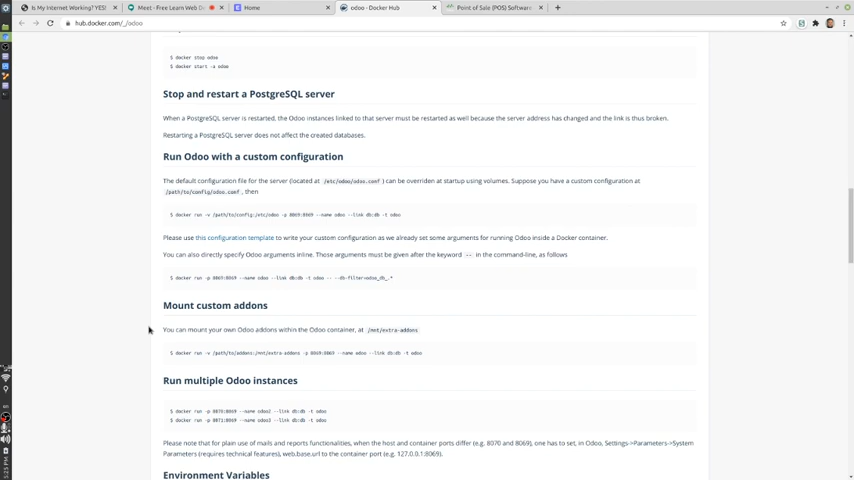 Is My Internet Working? YES!
Meet - Free Learn Web D
Home
odoo - Docker Hub
Point of Sale (POS) Software
hub.docker.com/_/odoo
$ docker stop odoo
$ docker start -a odoo
Stop and restart a PostgreSQL server
When a PostgreSQL server is restarted, the Odoo instances linked to that server must be restarted as well because the server address has changed and the link is thus broken.
Restarting a PostgreSQL server does not affect the created databases.
Run Odoo with a custom configuration
The default configuration file for the server (located at /etc/odoo/odoo.conf ) can be overriden at startup using volumes. Suppose you have a custom configuration at
/path/to/config/odoo.conf , then
$ docker run -v /path/to/config:/etc/odoo -p 8069:8069 --name odoo --link db:db -t odoo
Please use this configuration template to write your custom configuration as we already set some arguments for running Odoo inside a Docker container.
You can also directly specify Odoo arguments inline. Those arguments must be given after the keyword -- in the command-line, as follows
$ docker run -p 8069:8069 --name odoo --link db:db -t odoo -- --db-filter=odoo_db_.*
Mount custom addons
You can mount your own Odoo addons within the Odoo container, at /mnt/extra-addons
$ docker run -v /path/to/addons:/mnt/extra-addons -p 8069:8069 --name odoo --link db:db -t odoo
Run multiple Odoo instances
$ docker run -p 8070:8069 --name odoo2 --link db:db -t odoo
$ docker run -p 8071:8069 --name odoo3 --link db:db -t odoo
Please note that for plain use of mails and reports functionalities, when the host and container ports differ (e.g. 8070 and 8069), one has to set, in Odoo, Settings->Parameters->System
Parameters (requires technical features), web.base.url to the container port (e.g. 127.0.0.1:8069).
Environment Variables
5:25 PM